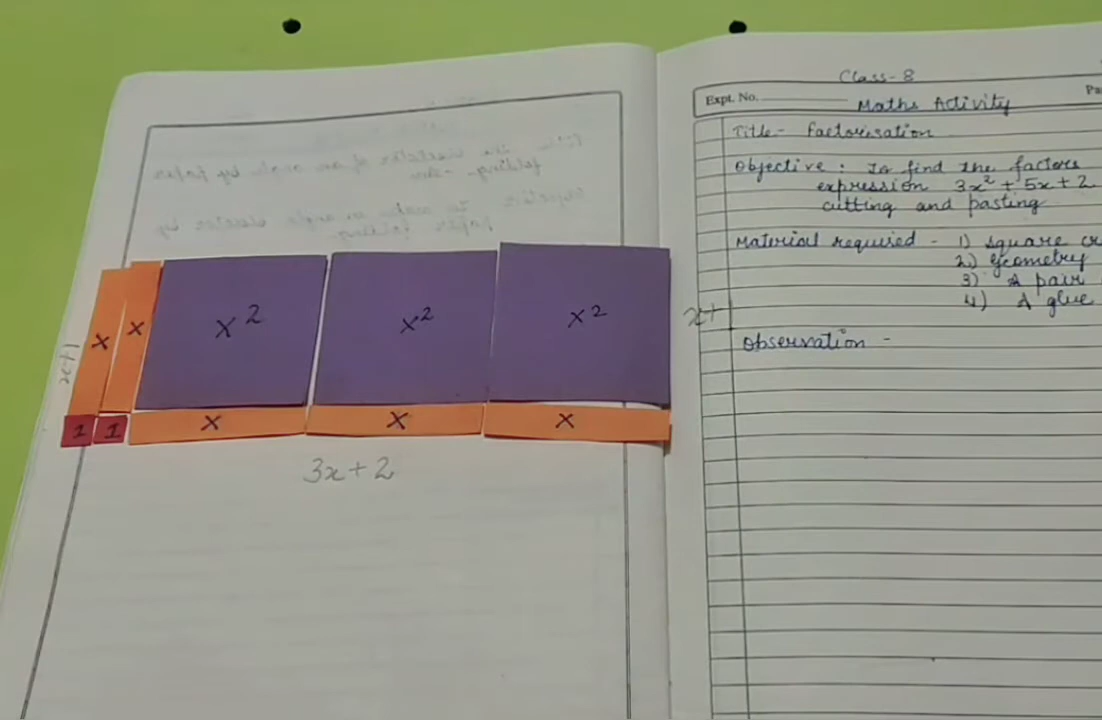 x x x² x² x²
x+1
x+1
1 1 x x x
3x+2
Class-8
Expt. No.
Maths Activity
Title- Factorisation
Objective : To find the factors
expression 3x² + 5x + 2
cutting and pasting
Material required - 1) Square
2) Geometry
3) A pair
4) A glue
Observation -